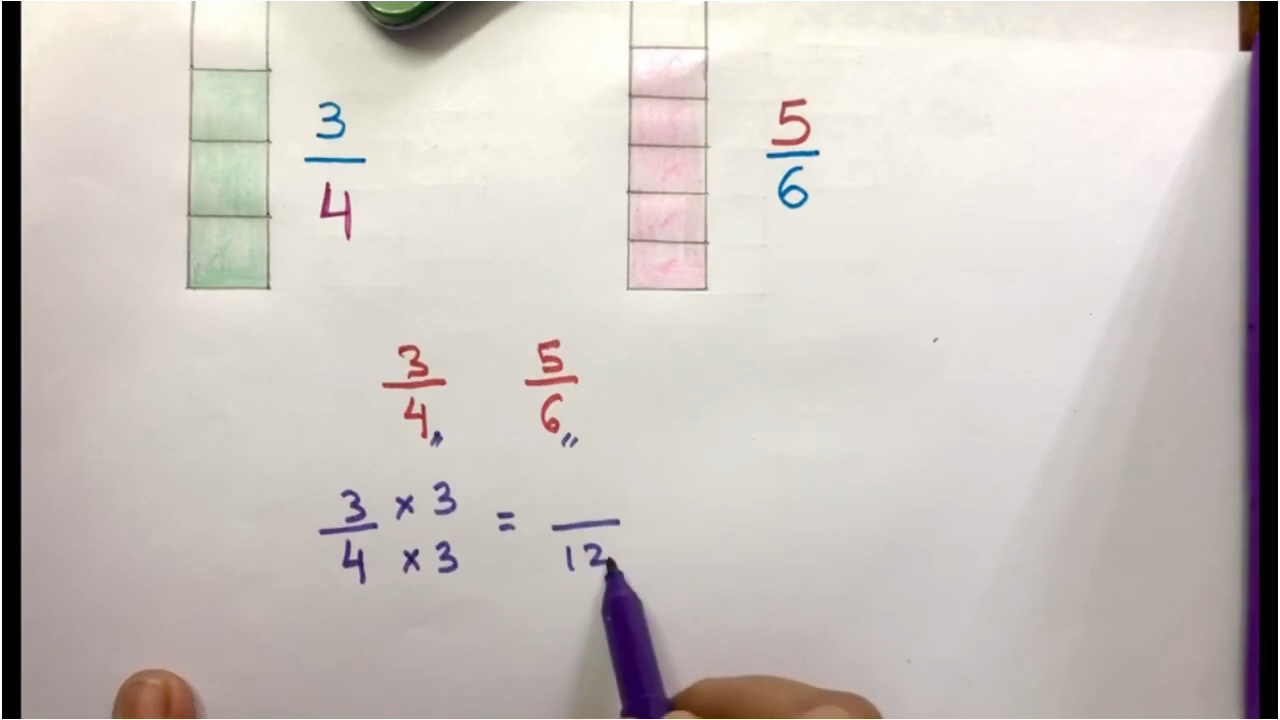 3/4 5/6
3/4 5/6
3 × 3 / 4 × 3 = /12